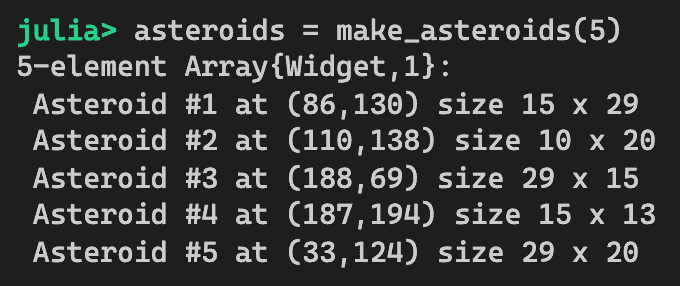 julia> asteroids = make_asteroids(5)
5-element Array{Widget,1}:
 Asteroid #1 at (86,130) size 15 x 29
 Asteroid #2 at (110,138) size 10 x 20
 Asteroid #3 at (188,69) size 29 x 15
 Asteroid #4 at (187,194) size 15 x 13
 Asteroid #5 at (33,124) size 29 x 20